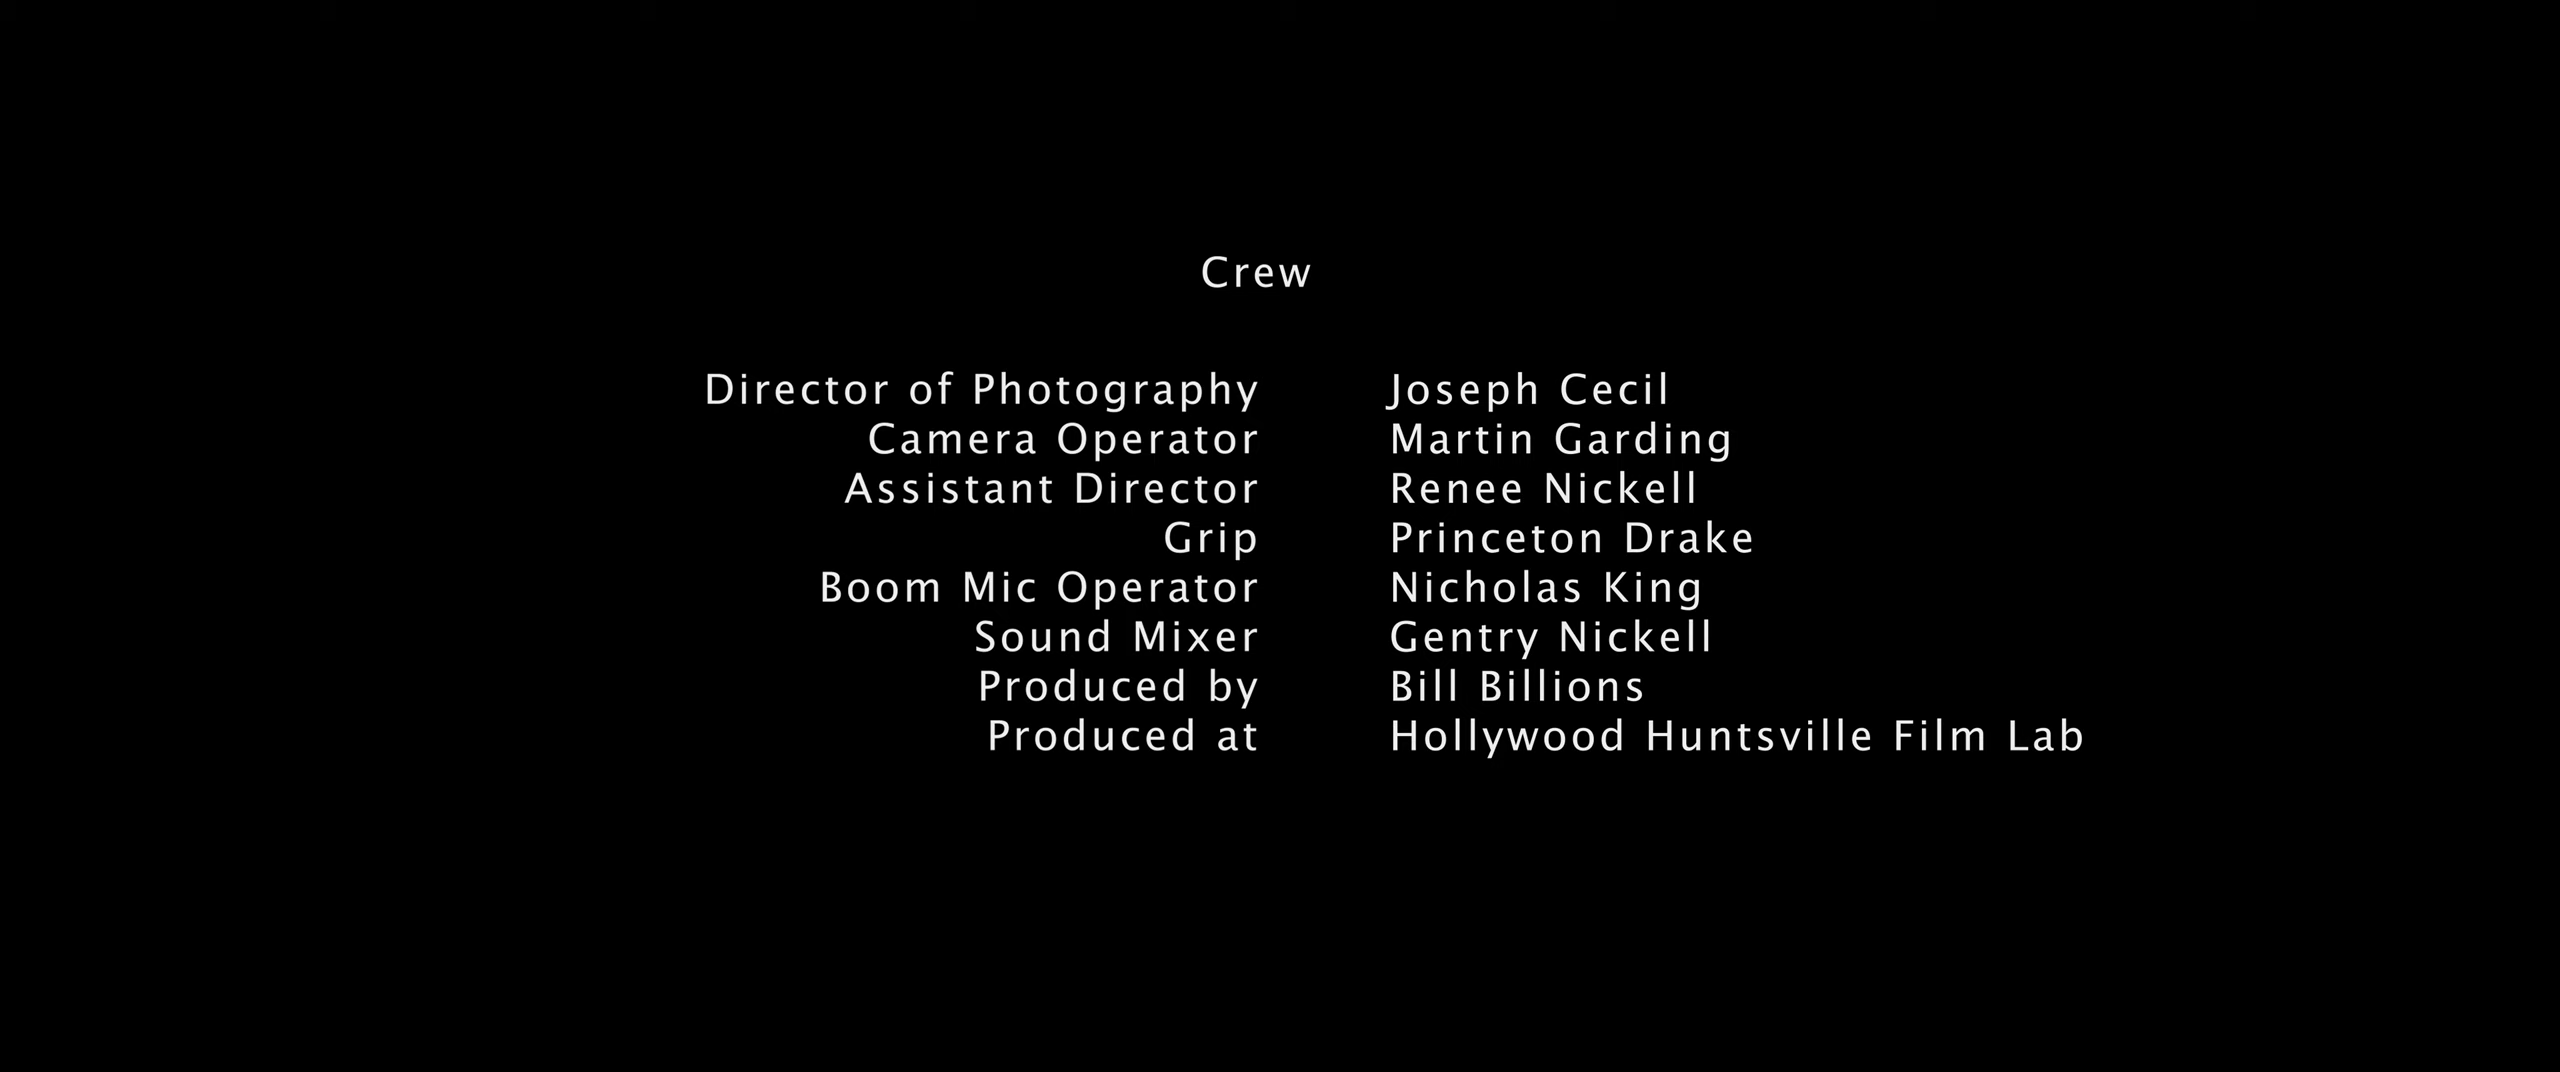 Crew
Director of Photography Joseph Cecil
Camera Operator Martin Garding
Assistant Director Renee Nickell
Grip Princeton Drake
Boom Mic Operator Nicholas King
Sound Mixer Gentry Nickell
Produced by Bill Billions
Produced at Hollywood Huntsville Film Lab